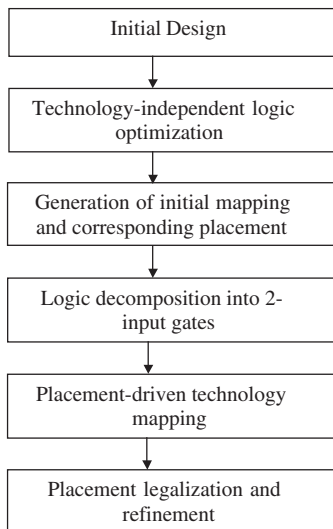 Initial Design
Technology-independent logic
optimization
Generation of initial mapping
and corresponding placement
Logic decomposition into 2-
input gates
Placement-driven technology
mapping
Placement legalization and
refinement